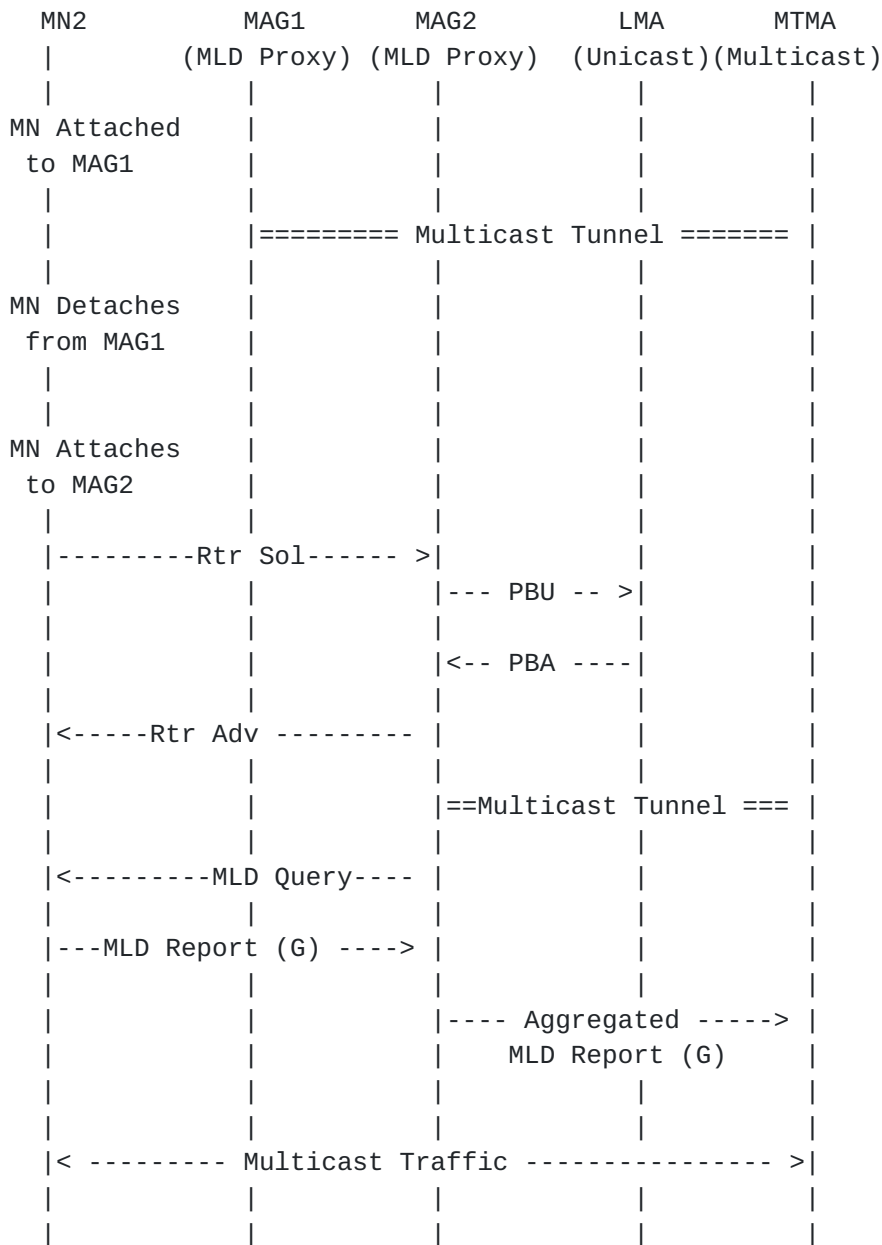 MN2 MAG1 MAG2 LMA MTMA
| (MLD Proxy) (MLD Proxy) (Unicast)(Multicast)
| | | | |
MN Attached | | | |
to MAG1 | | | |
| | | | |
| |========= Multicast Tunnel ======= |
| | | | |
MN Detaches | | | |
from MAG1 | | | |
| | | | |
| | | | |
MN Attaches | | | |
to MAG2 | | | |
| | | | |
|---------Rtr Sol------ >| | |
| | |--- PBU -- >| |
| | | | |
| | |<-- PBA ----| |
| | | | |
|<-----Rtr Adv --------- | | |
| | | | |
| | |==Multicast Tunnel === |
| | | | |
|<---------MLD Query---- | | |
| | | | |
|---MLD Report (G) ----> | | |
| | | | |
| | |---- Aggregated -----> |
| | | MLD Report (G) |
| | | | |
| | | | |
|< --------- Multicast Traffic ---------------- >|
| | | | |
| | | | |